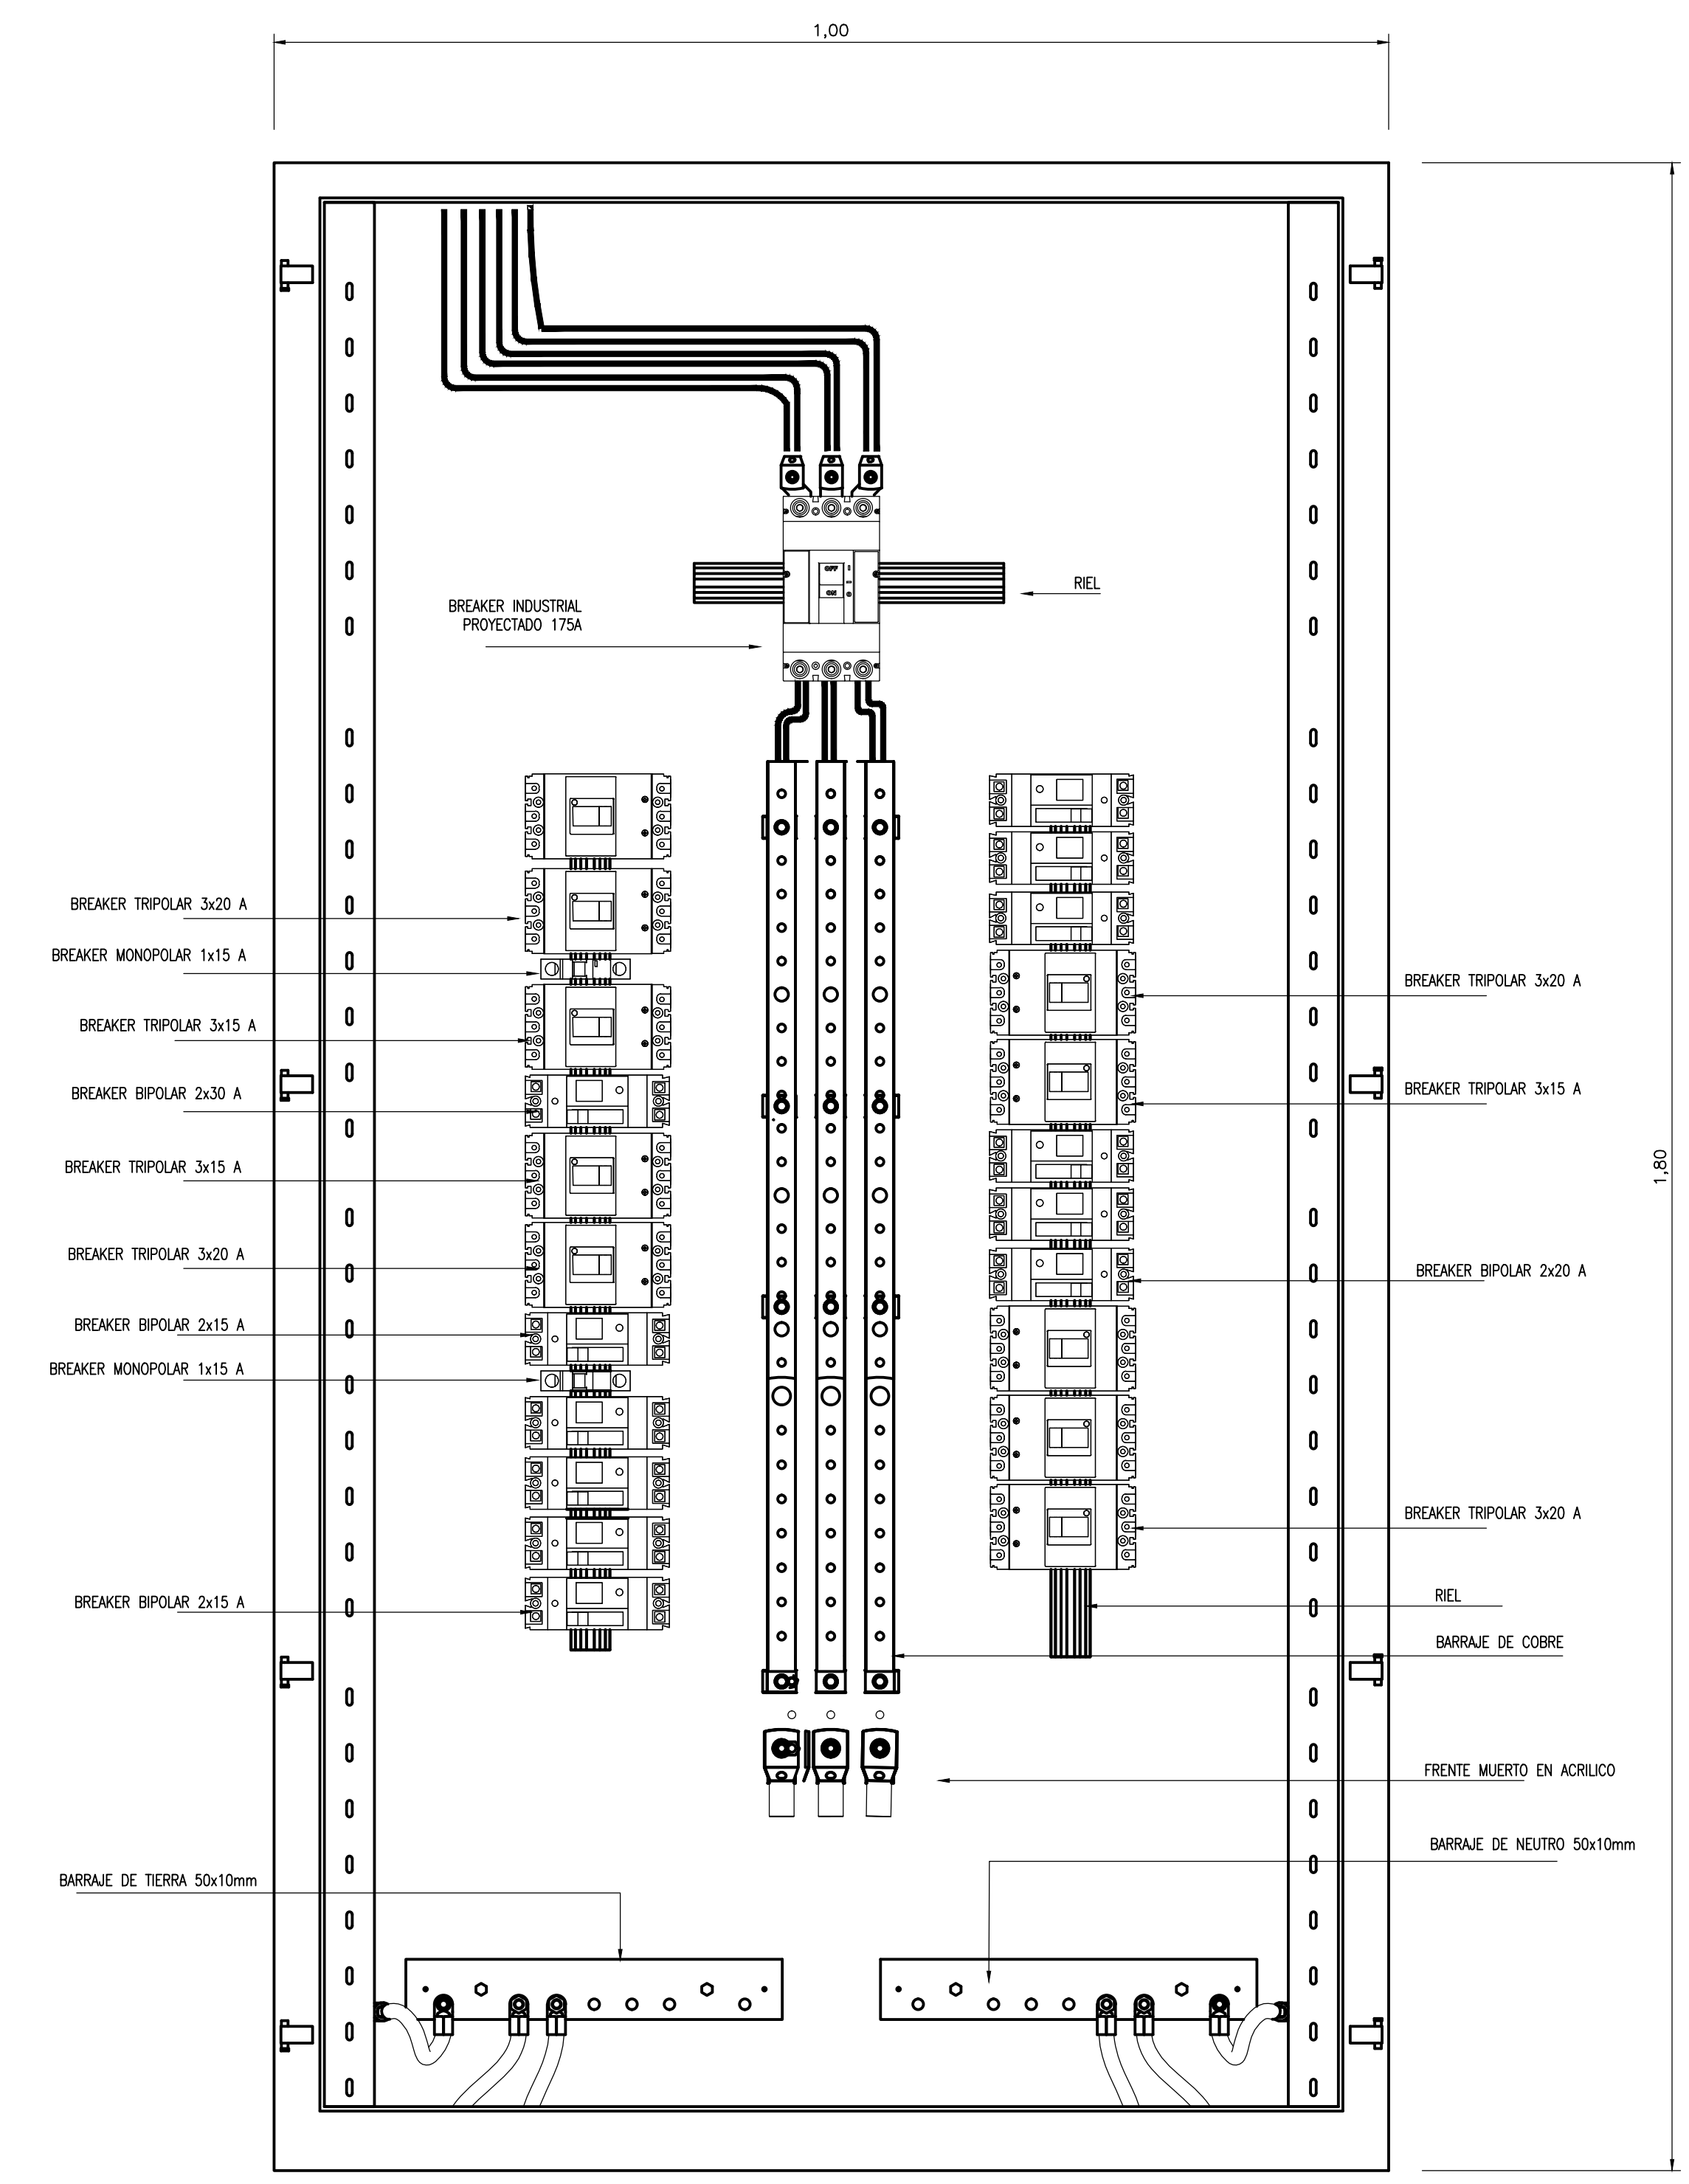 1,00
RIEL
BREAKER INDUSTRIAL
PROYECTADO 175A
OFF
ON
BREAKER TRIPOLAR 3x20 A
BREAKER MONOPOLAR 1x15 A
BREAKER TRIPOLAR 3x20 A
BREAKER TRIPOLAR 3x15 A
BREAKER BIPOLAR 2x30 A
BREAKER TRIPOLAR 3x15 A
1,80
BREAKER TRIPOLAR 3x15 A
BREAKER TRIPOLAR 3x20 A
BREAKER BIPOLAR 2x20 A
BREAKER BIPOLAR 2x15 A
BREAKER MONOPOLAR 1x15 A
BREAKER TRIPOLAR 3x20 A
BREAKER BIPOLAR 2x15 A
RIEL
BARRAJE DE COBRE
FRENTE MUERTO EN ACRILICO
BARRAJE DE NEUTRO 50x10mm
BARRAJE DE TIERRA 50x10mm